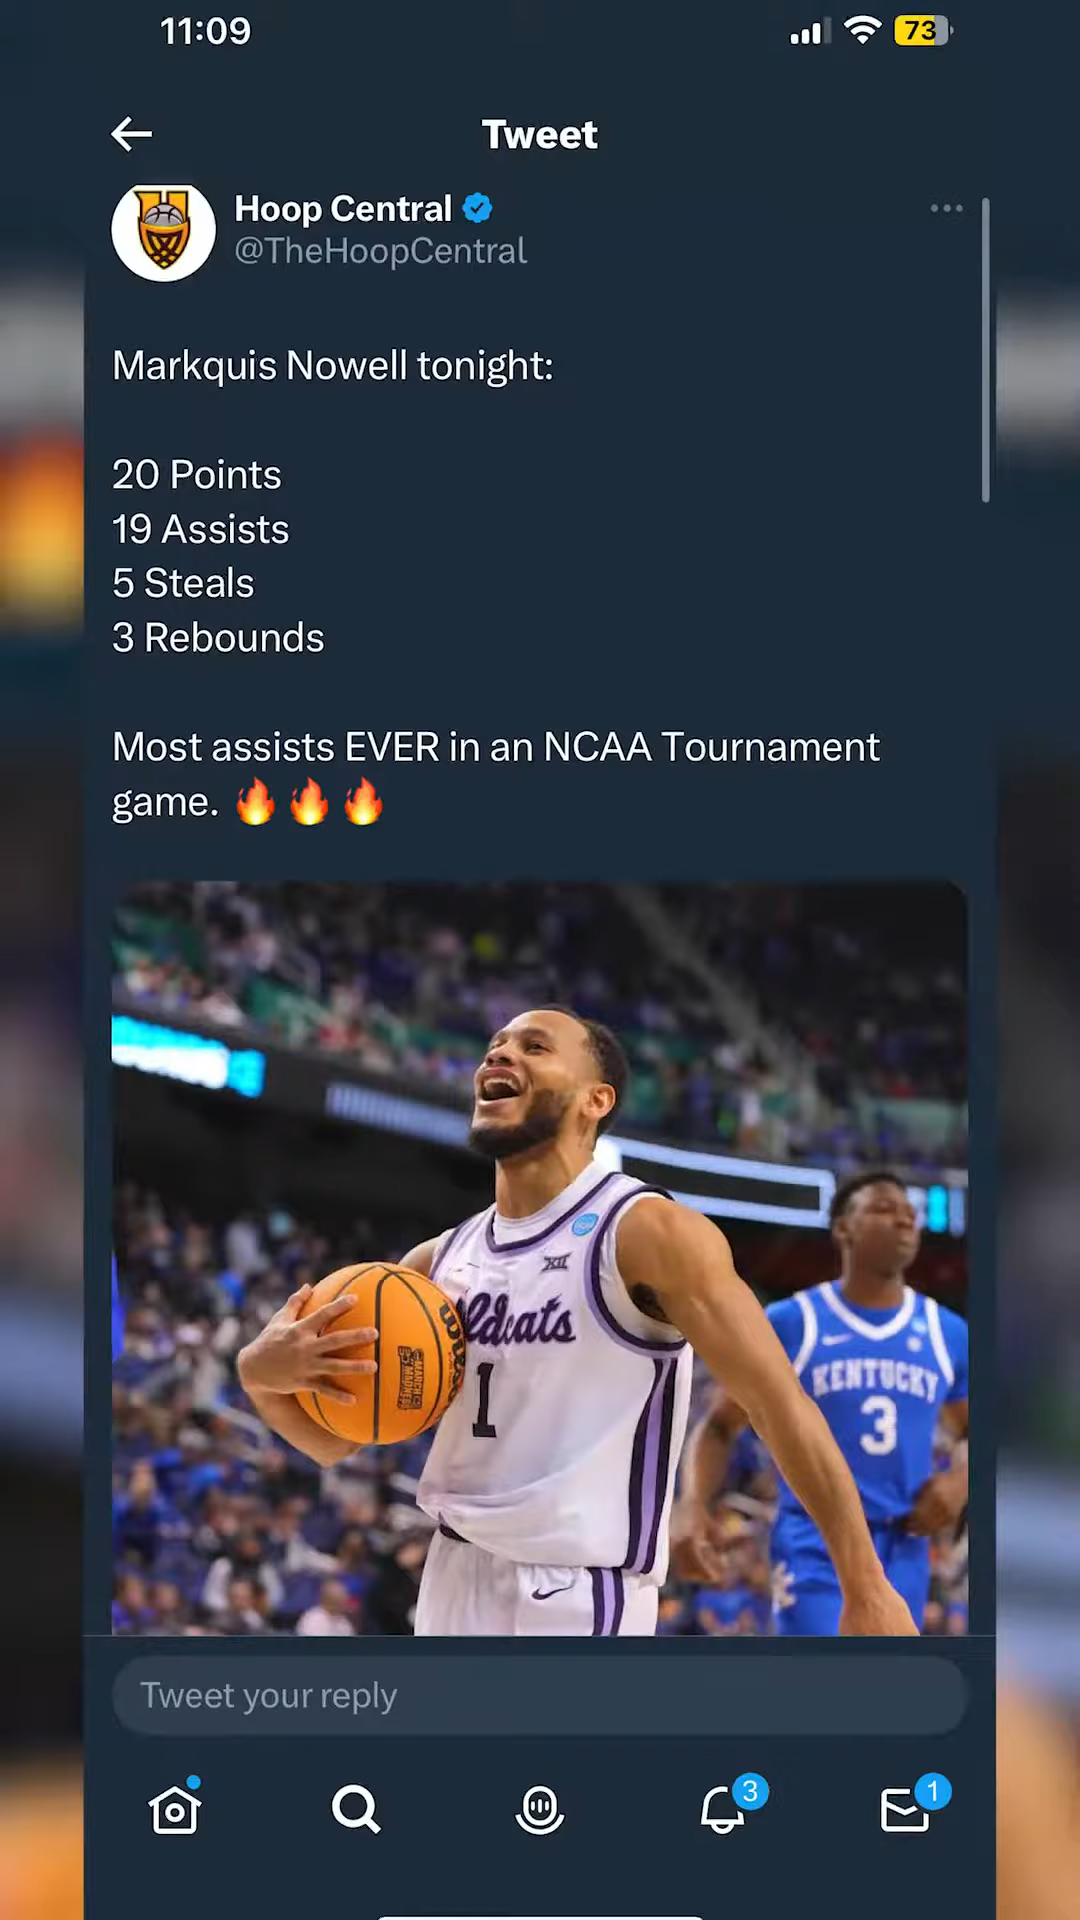 11:09
73
Tweet
Hoop Central
@TheHoopCentral
Markquis Nowell tonight:
20 Points
19 Assists
5 Steals
3 Rebounds
Most assists EVER in an NCAA Tournament
game. 🔥🔥🔥
XII
Wildcats
1
KENTUCKY
3
Tweet your reply
3
1